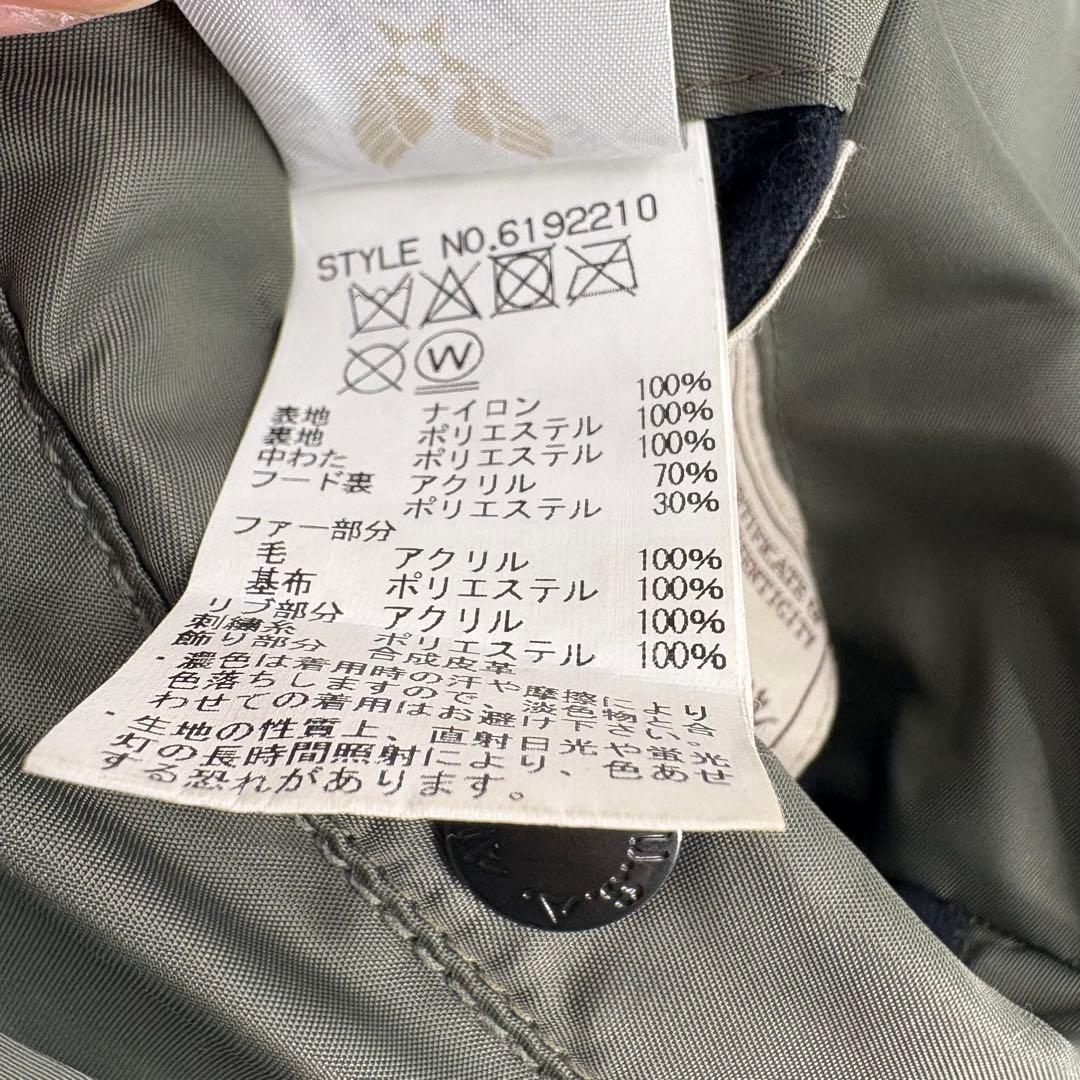 STYLE NO.6192210
W
表地 ナイロン 100%
裏地 ポリエステル 100%
中わた ポリエステル 100%
フード裏 アクリル 70%
ポリエステル 30%
ファー部分
毛 アクリル 100%
基布 ポリエステル 100%
リブ部分 アクリル 100%
刺繍糸 ポリエステル 100%
飾り部分 合成皮革
・濃色は着用時の汗や摩擦により
色落ちしますので、淡色物と合
わせての着用はお避け下さい。
・生地の性質上、直射日光や蛍光
灯の長時間照射により、色あせ
する恐れがあります。
U.S.A